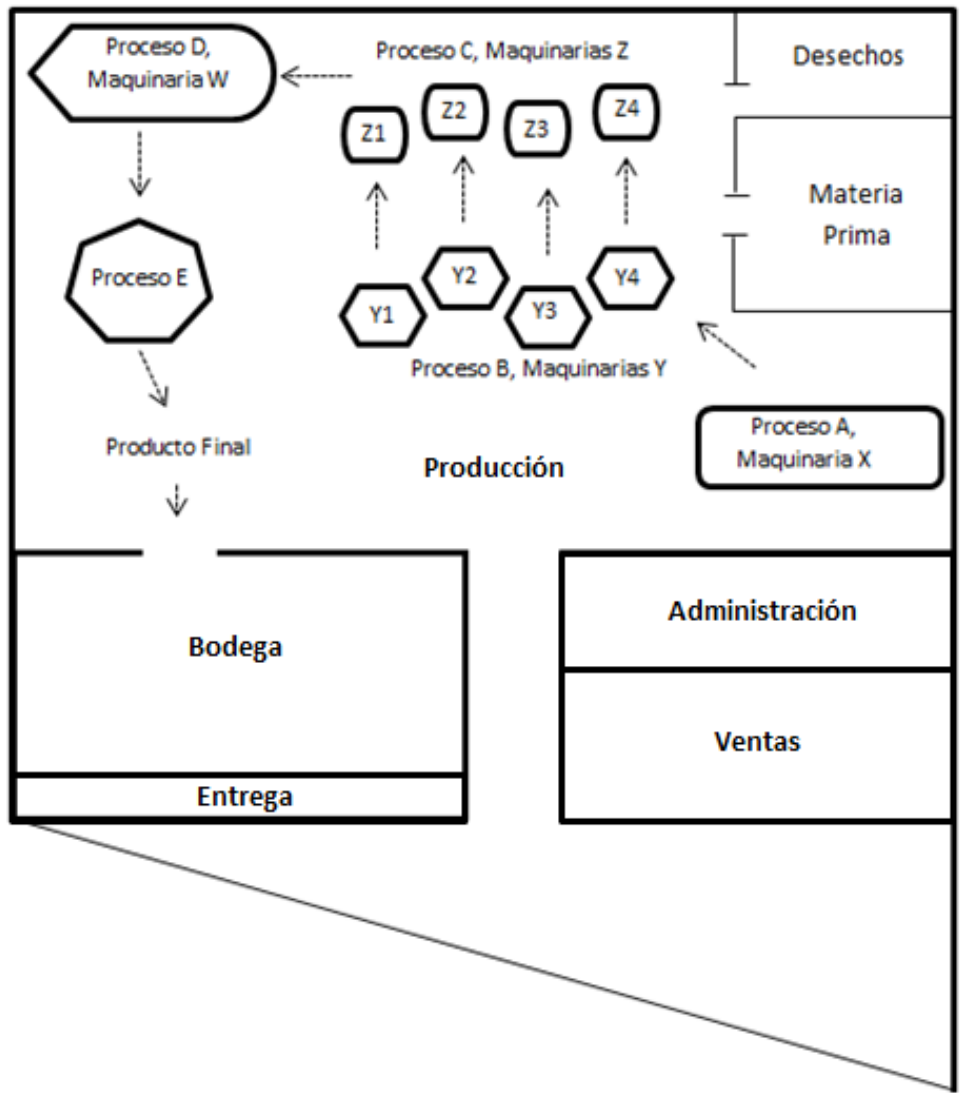 Proceso D,
Maquinaria W
Proceso C, Maquinarias Z
Desechos
Z1
Z2
Z3
Z4
Materia
Prima
Proceso E
Y1
Y2
Y3
Y4
Proceso B, Maquinarias Y
Proceso A,
Maquinaria X
Producto Final
Producción
Bodega
Administración
Ventas
Entrega